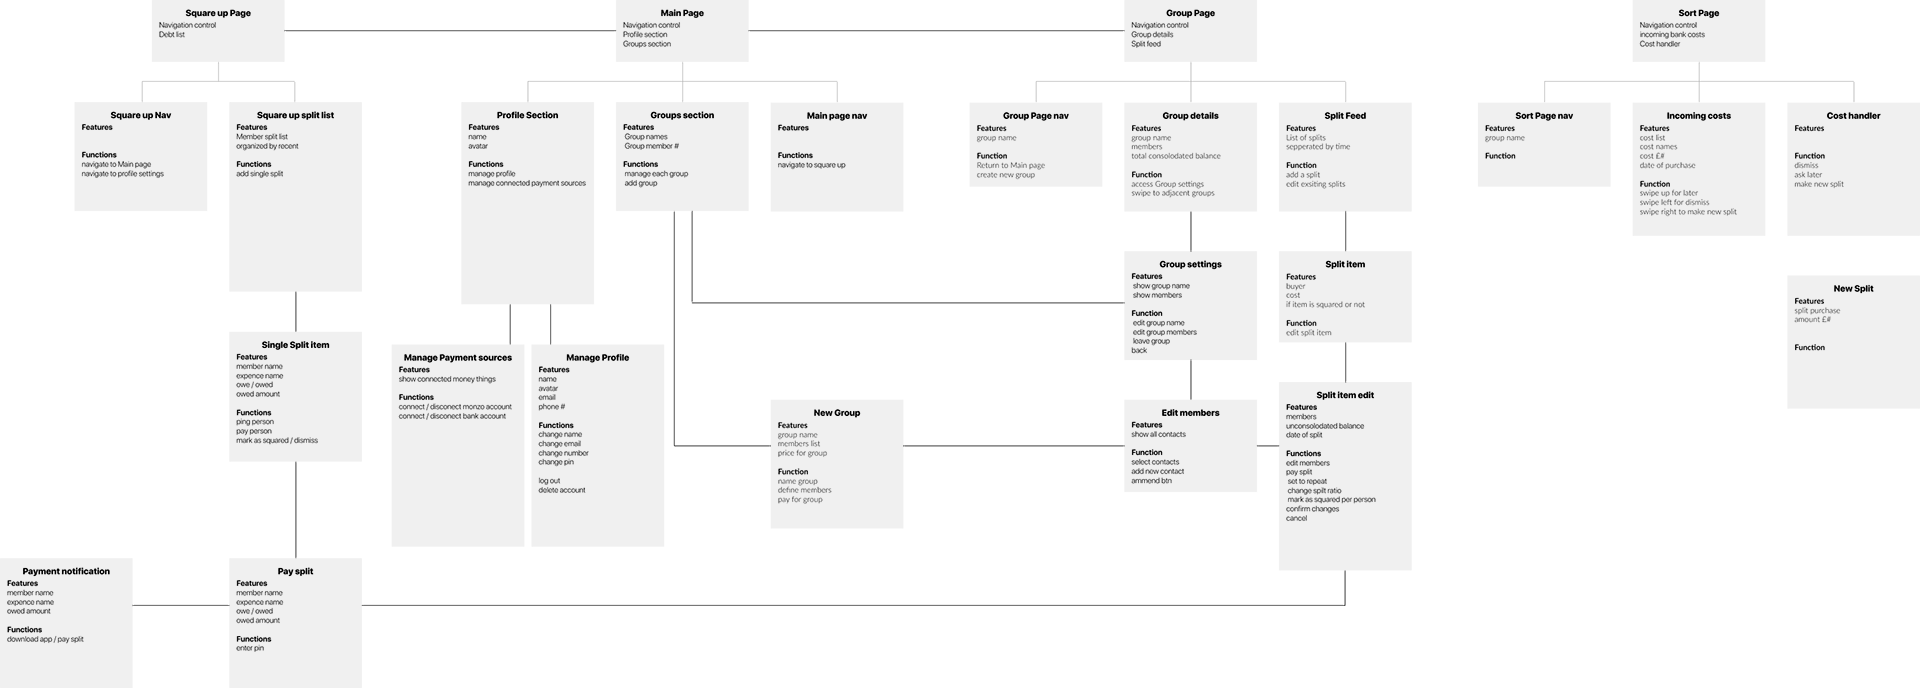 Square up Page
Navigation control
Debt list
Main Page
Navigation control
Profile section
Groups section
Group Page
Navigation control
Group details
Split feed
Sort Page
Navigation control
incoming bank costs
Cost handler
Square up Nav
Features
Functions
navigate to Main page
navigate to profile settings
Square up split list
Features
Member split list
organized by recent
Functions
add single split
Profile Section
Features
name
avatar
Functions
manage profile
manage connected payment sources
Groups section
Features
Group names
Group member #
Functions
manage each group
add group
Main page nav
Features
Functions
navigate to square up
Group Page nav
Features
group name
Function
Return to Main page
create new group
Group details
Features
group name
members
total consolodated balance
Function
access Group settings
swipe to adjacent groups
Split Feed
Features
List of splits
sepperated by time
Function
add a split
edit exsiting splits
Sort Page nav
Features
group name
Function
Incoming costs
Features
cost list
cost names
cost £#
date of purchase
Function
swipe up for later
swipe left for dismiss
swipe right to make new split
Cost handler
Features
Function
dismiss
ask later
make new split
Group settings
Features
show group name
show members
Function
edit group name
edit group members
leave group
back
Split item
Features
buyer
cost
if item is squared or not
Function
edit split item
New Split
Features
split purchase
amount £#
Function
Single Split item
Features
member name
expence name
owe / owed
owed amount
Functions
ping person
pay person
mark as squared / dismiss
Manage Payment sources
Features
show connected money things
Functions
connect / disconect monzo account
connect / disconect bank account
Manage Profile
Features
name
avatar
email
phone #
Functions
change name
change email
change number
change pin
log out
delete account
New Group
Features
group name
members list
price for group
Function
name group
define members
pay for group
Edit members
Features
show all contacts
Function
select contacts
add new contact
ammend btn
Split item edit
Features
members
unconsolodated balance
date of split
Functions
edit members
pay split
set to repeat
change spilt ratio
mark as squared per person
confirm changes
cancel
Payment notification
Features
member name
expence name
owed amount
Functions
download app / pay split
Pay split
Features
member name
expence name
owe / owed
owed amount
Functions
enter pin